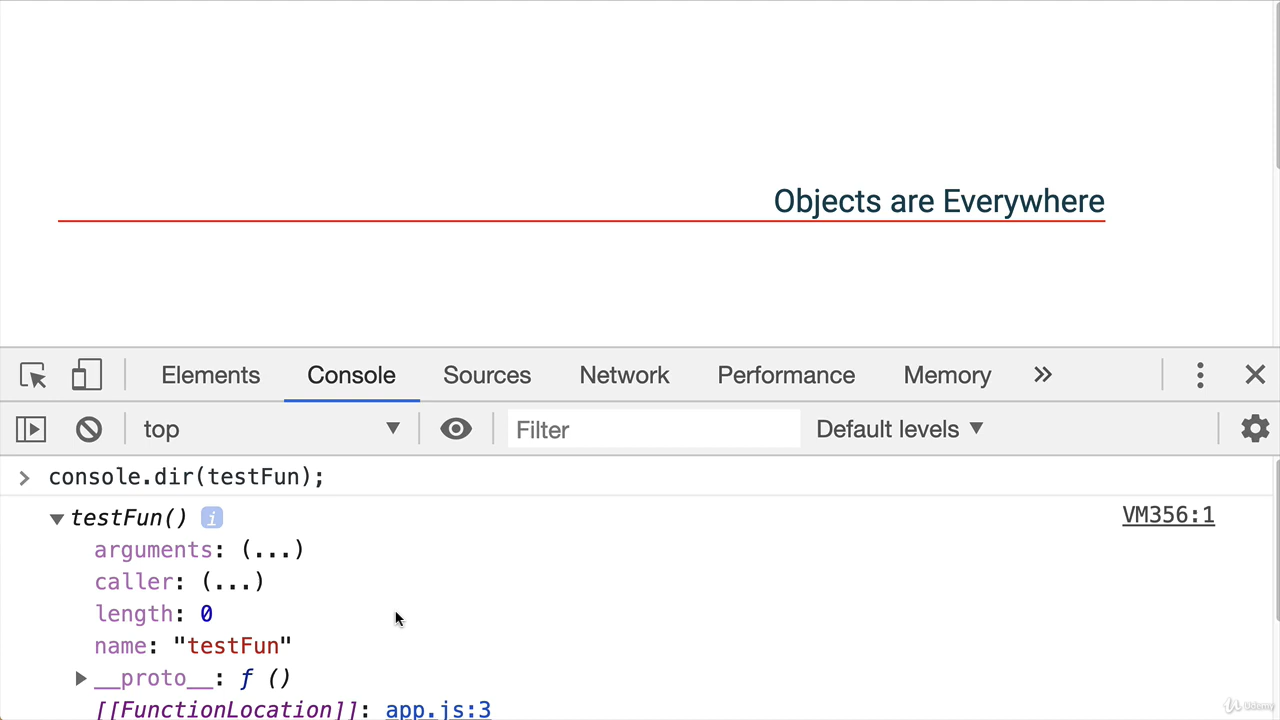 Objects are Everywhere
Elements Console Sources Network Performance Memory »
top ▼ Filter Default levels ▼
> console.dir(testFun);
▼ testFun() i VM356:1
arguments: (...)
caller: (...)
length: 0
name: "testFun"
▶ __proto__: ƒ ()
[[FunctionLocation]]: app.js:3
Udemy